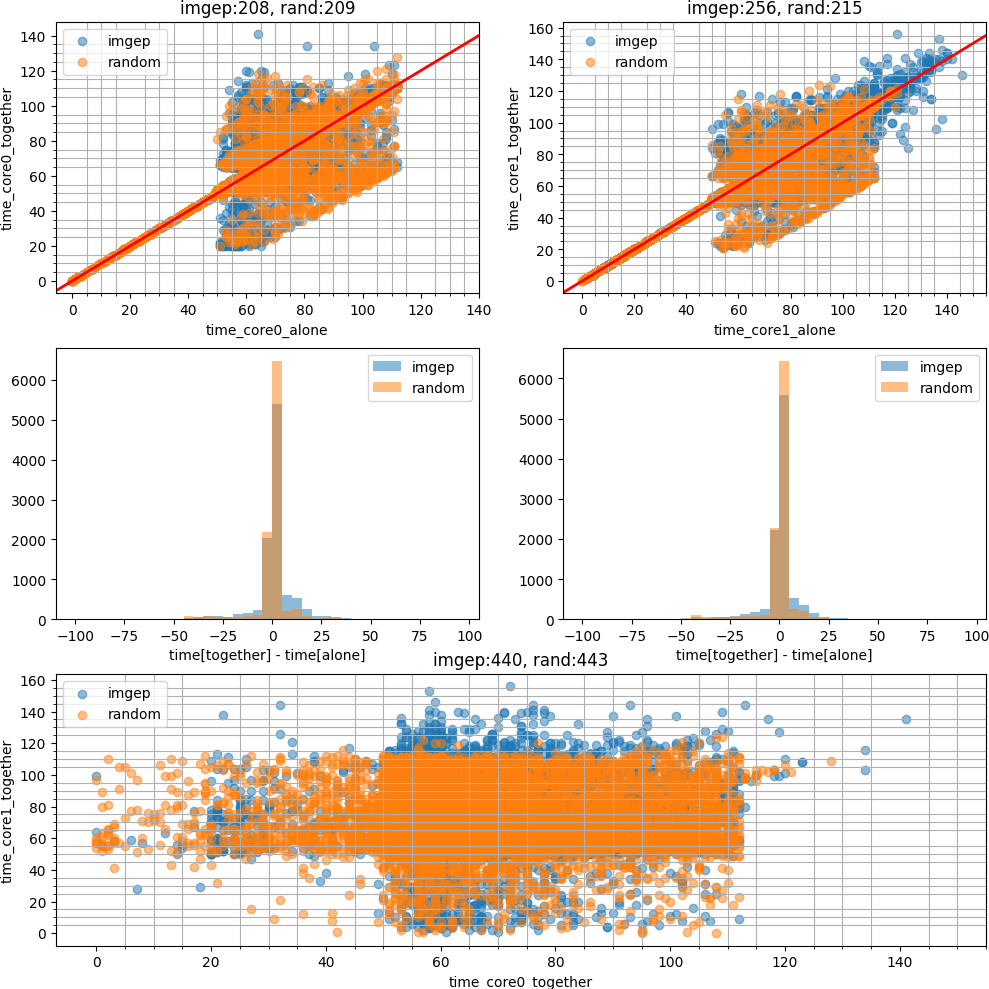 imgep:208, rand:209
140
120
100
80
60
40
20
0
time_core0_together
imgep
random
0 20 40 60 80 100 120 140
time_core0_alone
imgep:256, rand:215
160
140
120
100
80
60
40
20
0
time_core1_together
imgep
random
0 20 40 60 80 100 120 140
time_core1_alone
6000
5000
4000
3000
2000
1000
0
imgep
random
−100 −75 −50 −25 0 25 50 75 100
time[together] - time[alone]
6000
5000
4000
3000
2000
1000
0
imgep
random
−100 −75 −50 −25 0 25 50 75 100
time[together] - time[alone]
imgep:440, rand:443
160
140
120
100
80
60
40
20
0
time_core1_together
imgep
random
0 20 40 60 80 100 120 140
time_core0_together